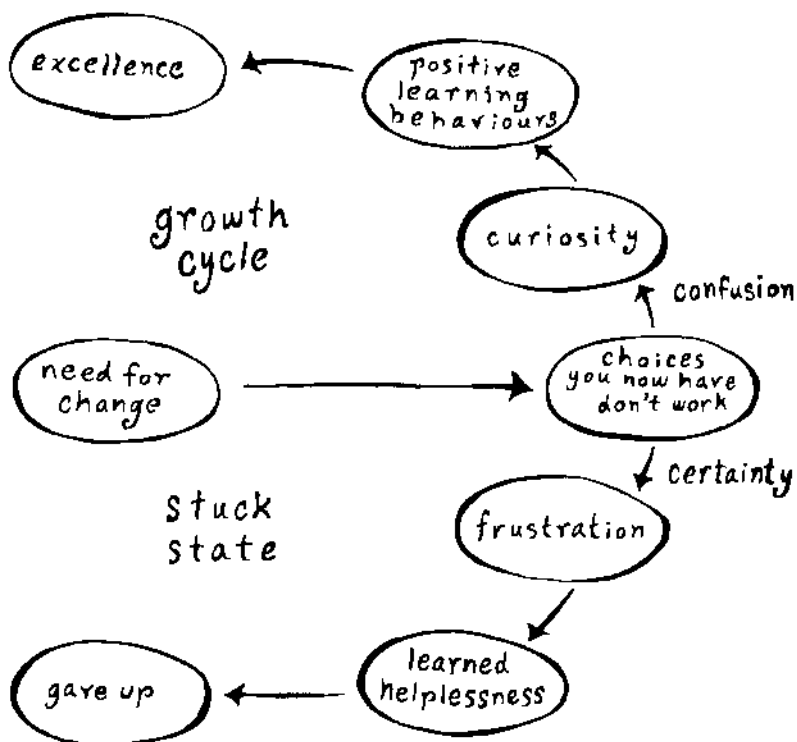 excellence
positive
learning
behaviours
growth
cycle
curiosity
confusion
need for
change
choices
you now have
don't work
certainty
stuck
state
frustration
learned
helplessness
gave up